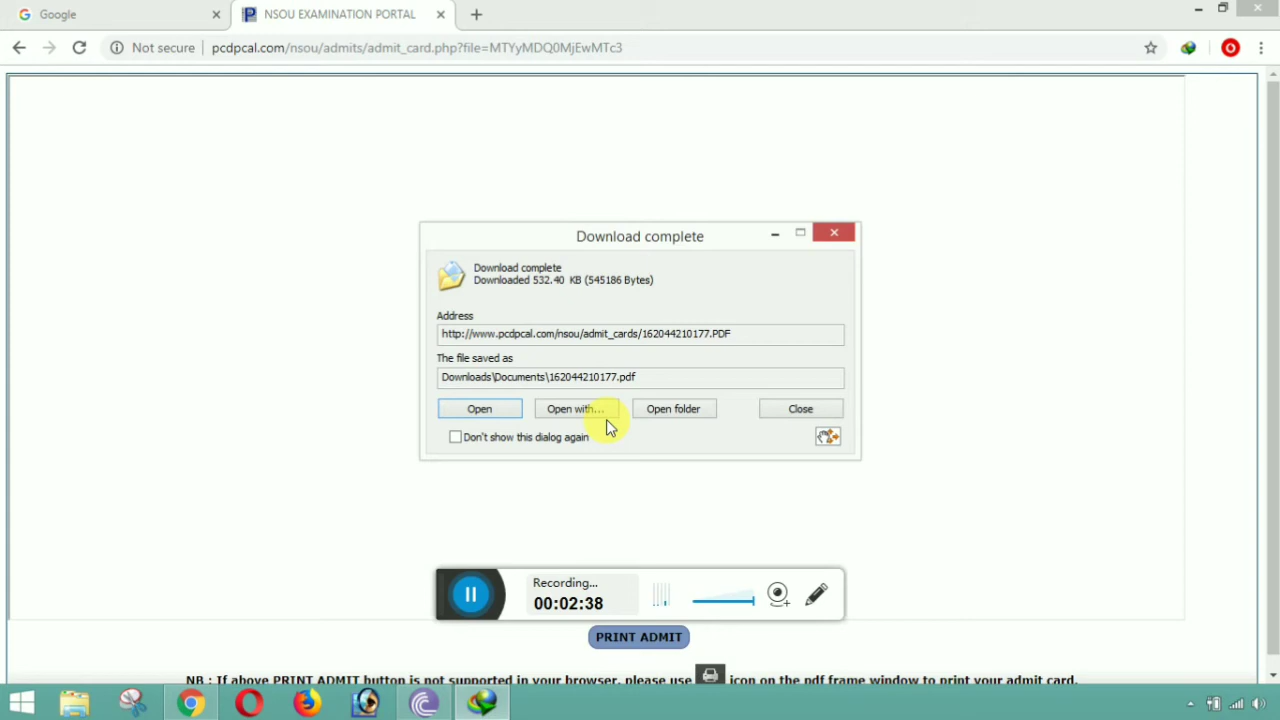 Google
NSOU EXAMINATION PORTAL
Not secure
pcdpcal.com/nsou/admits/admit_card.php?file=MTYyMDQ0MjEwMTc3
Download complete
Download complete
Downloaded 532.40 KB (545186 Bytes)
Address
http://www.pcdpcal.com/nsou/admit_cards/162044210177.PDF
The file saved as
Downloads\Documents\162044210177.pdf
Open
Open with...
Open folder
Close
Don't show this dialog again
Recording...
00:02:38
PRINT ADMIT
NB : If above PRINT ADMIT button is not supported in your browser, please use icon on the pdf frame window to print your admit card.